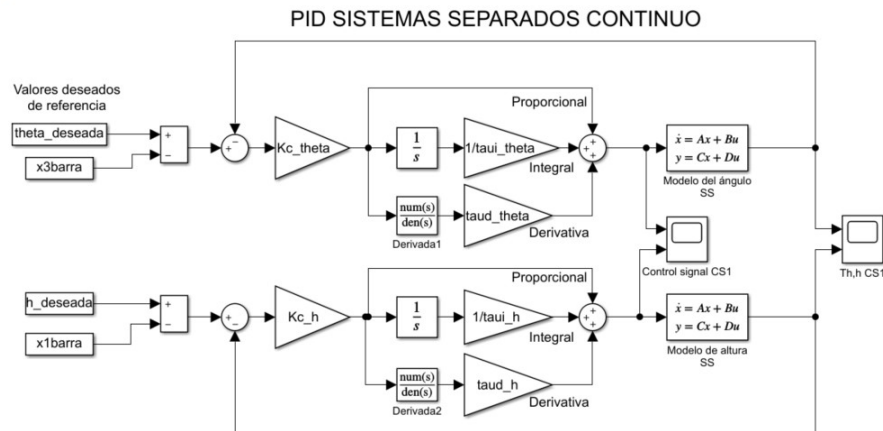 PID SISTEMAS SEPARADOS CONTINUO
Valores deseados
de referencia
theta_deseada
x3barra
+
−
+
−
Kc_theta
1
s
1/taui_theta
Proporcional
Integral
num(s)
den(s)
Derivada1
taud_theta
Derivativa
+
+
+
ẋ = Ax + Bu
y = Cx + Du
Modelo del ángulo
SS
Control signal CS1
Th,h CS1
h_deseada
x1barra
+
−
+
−
Kc_h
1
s
1/taui_h
Proporcional
Integral
num(s)
den(s)
Derivada2
taud_h
Derivativa
+
+
+
ẋ = Ax + Bu
y = Cx + Du
Modelo de altura
SS